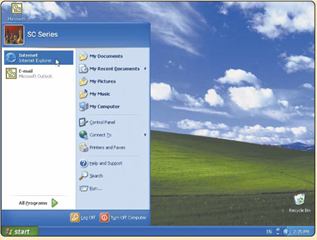 Microsoft
SC Series
Internet
Internet Explorer
E-mail
Microsoft Outlook
My Documents
My Recent Documents
My Pictures
My Music
My Computer
Control Panel
Connect To
Printers and Faxes
Help and Support
Search
Run...
All Programs
Log Off
Turn Off Computer
Recycle Bin
start
EN